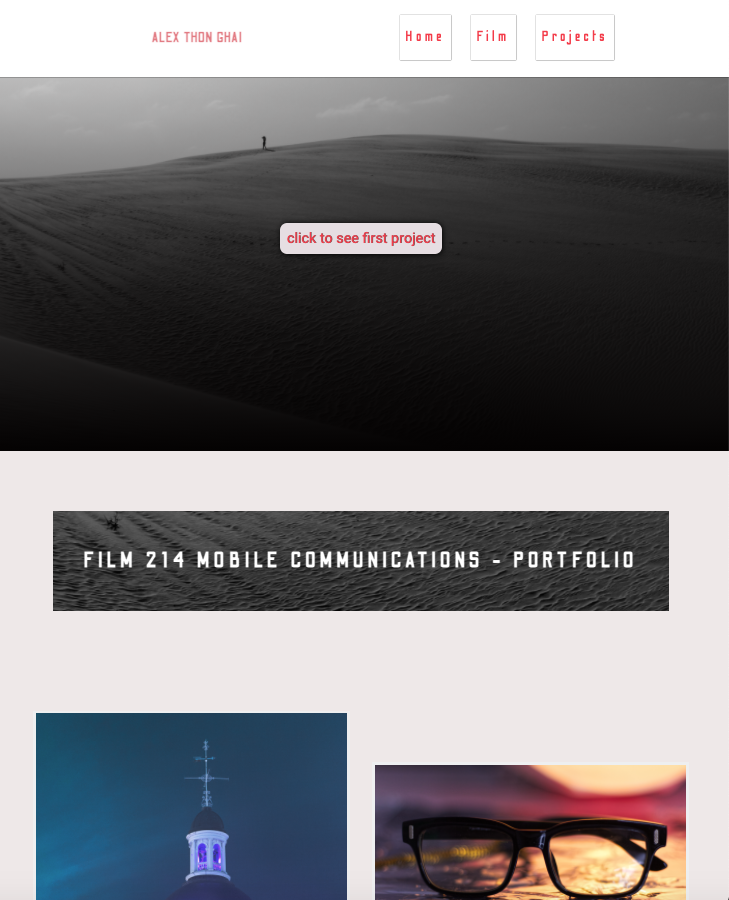 ALEX THON GHAI
Home Film Projects
click to see first project
FILM 214 MOBILE COMMUNICATIONS - PORTFOLIO